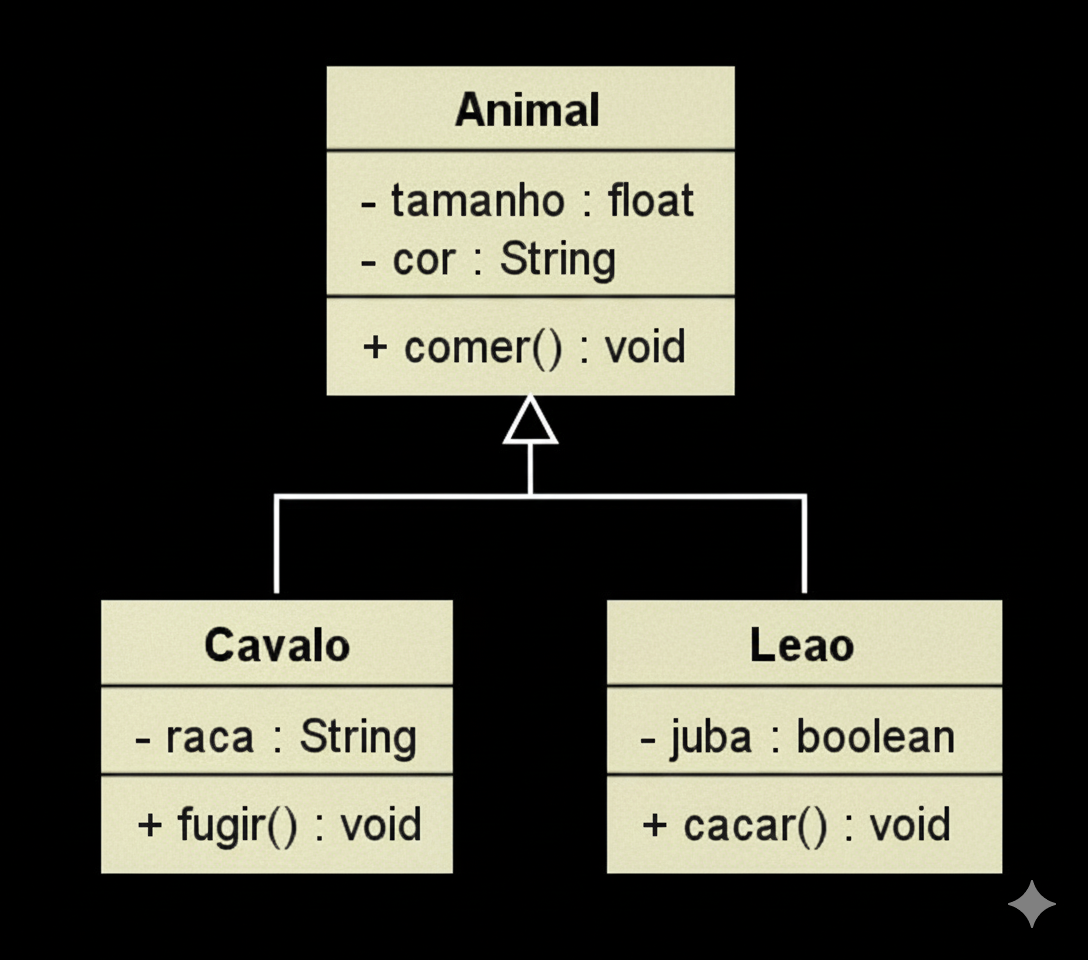 Animal
- tamanho : float
- cor : String
+ comer() : void
Cavalo
- raca : String
+ fugir() : void
Leao
- juba : boolean
+ cacar() : void